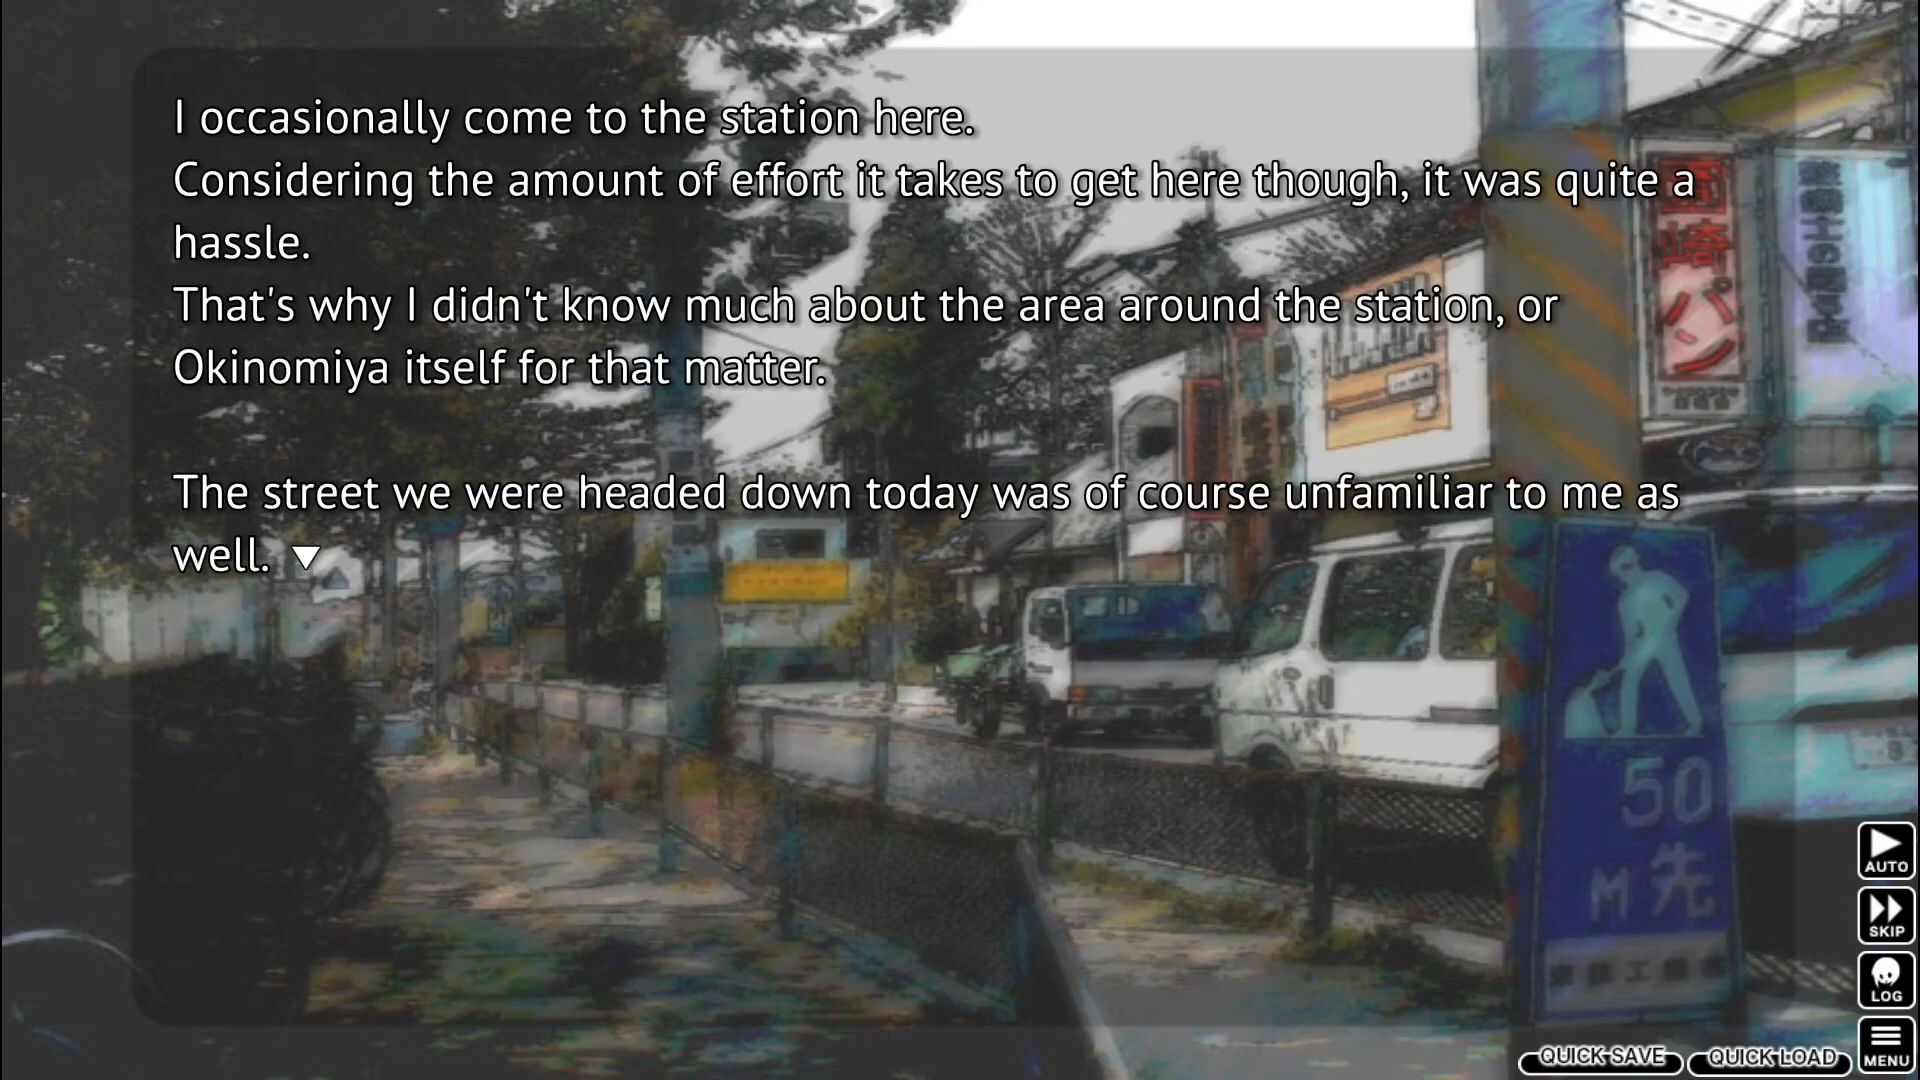 I occasionally come to the station here.
Considering the amount of effort it takes to get here though, it was quite a
hassle.
That's why I didn't know much about the area around the station, or
Okinomiya itself for that matter.
The street we were headed down today was of course unfamiliar to me as
well.
パン
50
M先
AUTO
SKIP
LOG
MENU
QUICK SAVE
QUICK LOAD